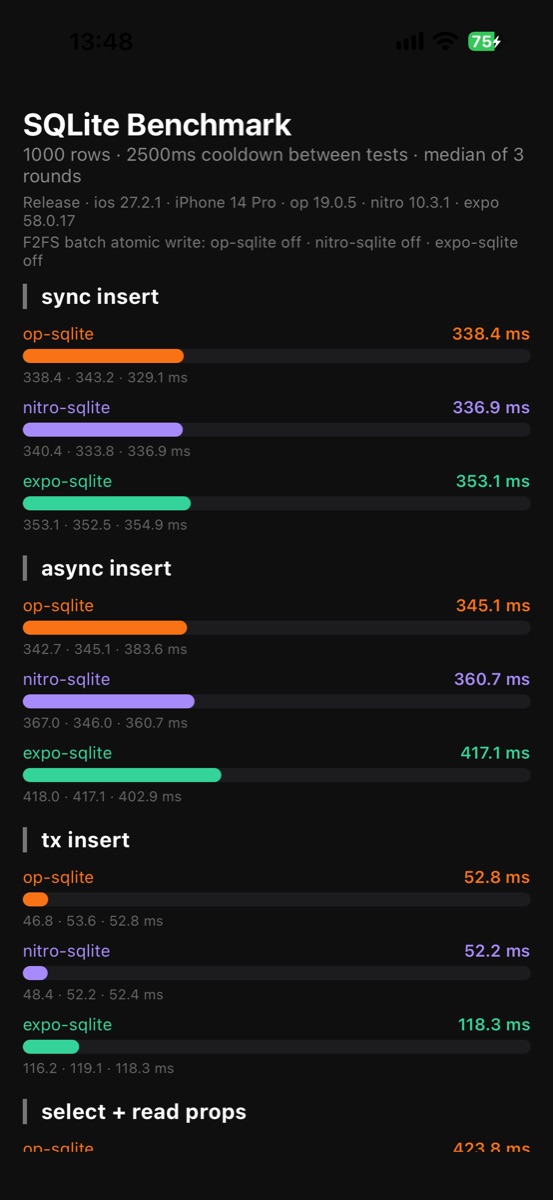 13:48
75
SQLite Benchmark
1000 rows · 2500ms cooldown between tests · median of 3
rounds
Release · ios 27.2.1 · iPhone 14 Pro · op 19.0.5 · nitro 10.3.1 · expo
58.0.17
F2FS batch atomic write: op-sqlite off · nitro-sqlite off · expo-sqlite
off
sync insert
op-sqlite 338.4 ms
338.4 · 343.2 · 329.1 ms
nitro-sqlite 336.9 ms
340.4 · 333.8 · 336.9 ms
expo-sqlite 353.1 ms
353.1 · 352.5 · 354.9 ms
async insert
op-sqlite 345.1 ms
342.7 · 345.1 · 383.6 ms
nitro-sqlite 360.7 ms
367.0 · 346.0 · 360.7 ms
expo-sqlite 417.1 ms
418.0 · 417.1 · 402.9 ms
tx insert
op-sqlite 52.8 ms
46.8 · 53.6 · 52.8 ms
nitro-sqlite 52.2 ms
48.4 · 52.2 · 52.4 ms
expo-sqlite 118.3 ms
116.2 · 119.1 · 118.3 ms
select + read props
op-sqlite 423.8 ms